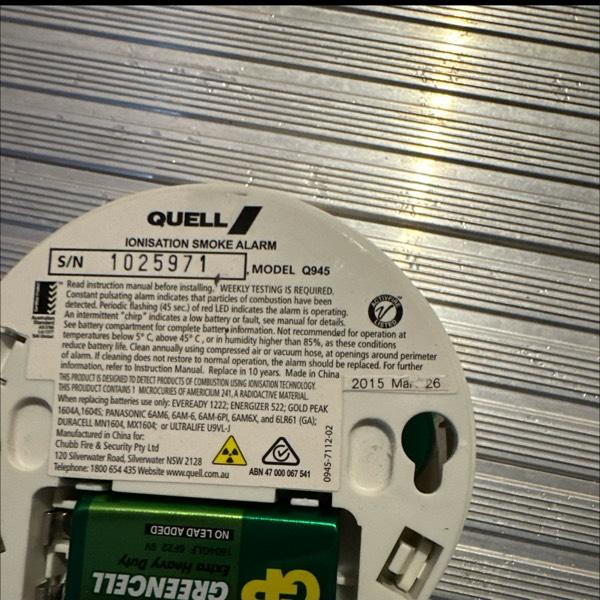 QUELL
IONISATION SMOKE ALARM
S/N 1025971 , MODEL Q945
Read instruction manual before installing. WEEKLY TESTING IS REQUIRED.
Constant pulsating alarm indicates that particles of combustion have been
detected. Periodic flashing (45 sec.) of red LED indicates the alarm is operating.
An intermittent "chirp" indicates a low battery or fault, see manual for details.
See battery compartment for complete battery information. Not recommended for operation at
temperatures below 5° C, above 45° C , or in humidity higher than 85%, as these conditions
reduce battery life. Clean annually using compressed air or vacuum hose, at openings around perimeter
of alarm. If cleaning does not restore to normal operation, the alarm should be replaced. For further
information, refer to Instruction Manual. Replace in 10 years. Made in China
2015 Mar 26
THIS PRODUCT IS DESIGNED TO DETECT PRODUCTS OF COMBUSTION USING IONISATION TECHNOLOGY.
THIS PRODUCT CONTAINS 1 MICROCURIES OF AMERICIUM 241, A RADIOACTIVE MATERIAL.
When replacing batteries use only: EVEREADY 1222; ENERGIZER 522; GOLD PEAK
1604A, 1604S; PANASONIC 6AM6, 6AM-6, 6AM-6PI, 6AM6X, and 6LR61 (GA);
DURACELL MN1604, MX1604; or ULTRALIFE U9VL-J
Manufactured in China for:
Chubb Fire & Security Pty Ltd
120 Silverwater Road, Silverwater NSW 2128
Telephone: 1800 654 435 Website www.quell.com.au
ABN 47 000 067 541
0945-7112-02
NO LEAD ADDED
1604GLF 6F22 9V
Extra Heavy Duty
GP GREENCELL